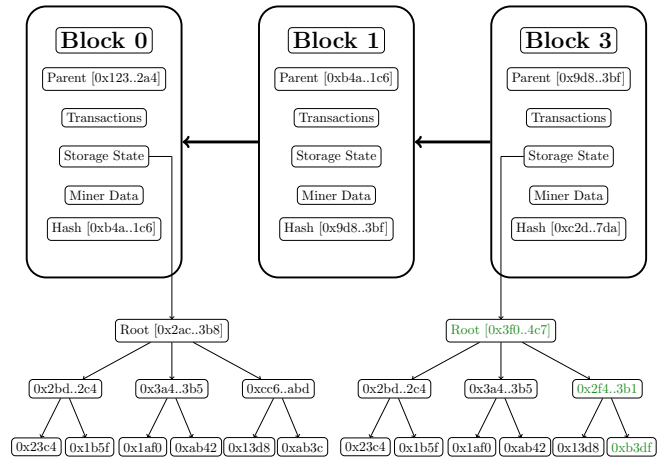 Block 0
Parent [0x123..2a4]
Transactions
Storage State
Miner Data
Hash [0xb4a..1c6]
Block 1
Parent [0xb4a..1c6]
Transactions
Storage State
Miner Data
Hash [0x9d8..3bf]
Block 3
Parent [0x9d8..3bf]
Transactions
Storage State
Miner Data
Hash [0xc2d..7da]
Root [0x2ac..3b8]
0x2bd..2c4
0x3a4..3b5
0xcc6..abd
0x23c4
0x1b5f
0x1af0
0xab42
0x13d8
0xab3c
Root [0x3f0..4c7]
0x2bd..2c4
0x3a4..3b5
0x2f4..3b1
0x23c4
0x1b5f
0x1af0
0xab42
0x13d8
0xb3df